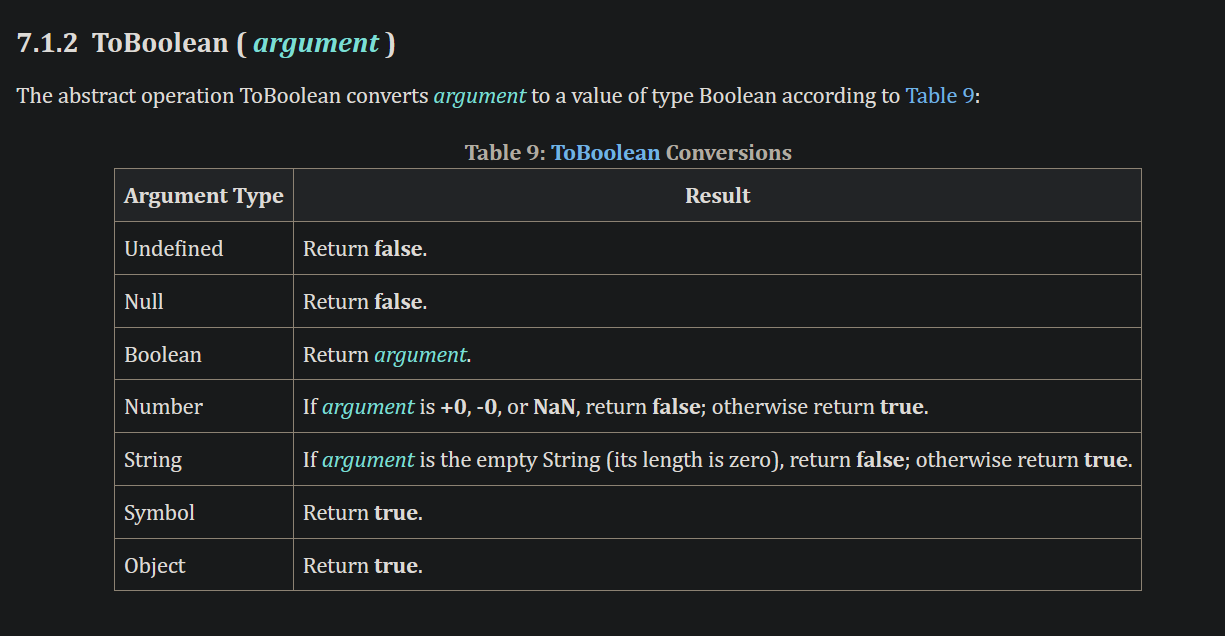 7.1.2 ToBoolean ( argument )
The abstract operation ToBoolean converts argument to a value of type Boolean according to Table 9:
Table 9: ToBoolean Conversions
Argument Type Result
Undefined Return false.
Null Return false.
Boolean Return argument.
Number If argument is +0, -0, or NaN, return false; otherwise return true.
String If argument is the empty String (its length is zero), return false; otherwise return true.
Symbol Return true.
Object Return true.